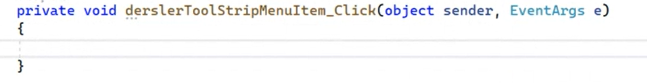 private void derslerToolStripMenuItem_Click(object sender, EventArgs e)
{
}